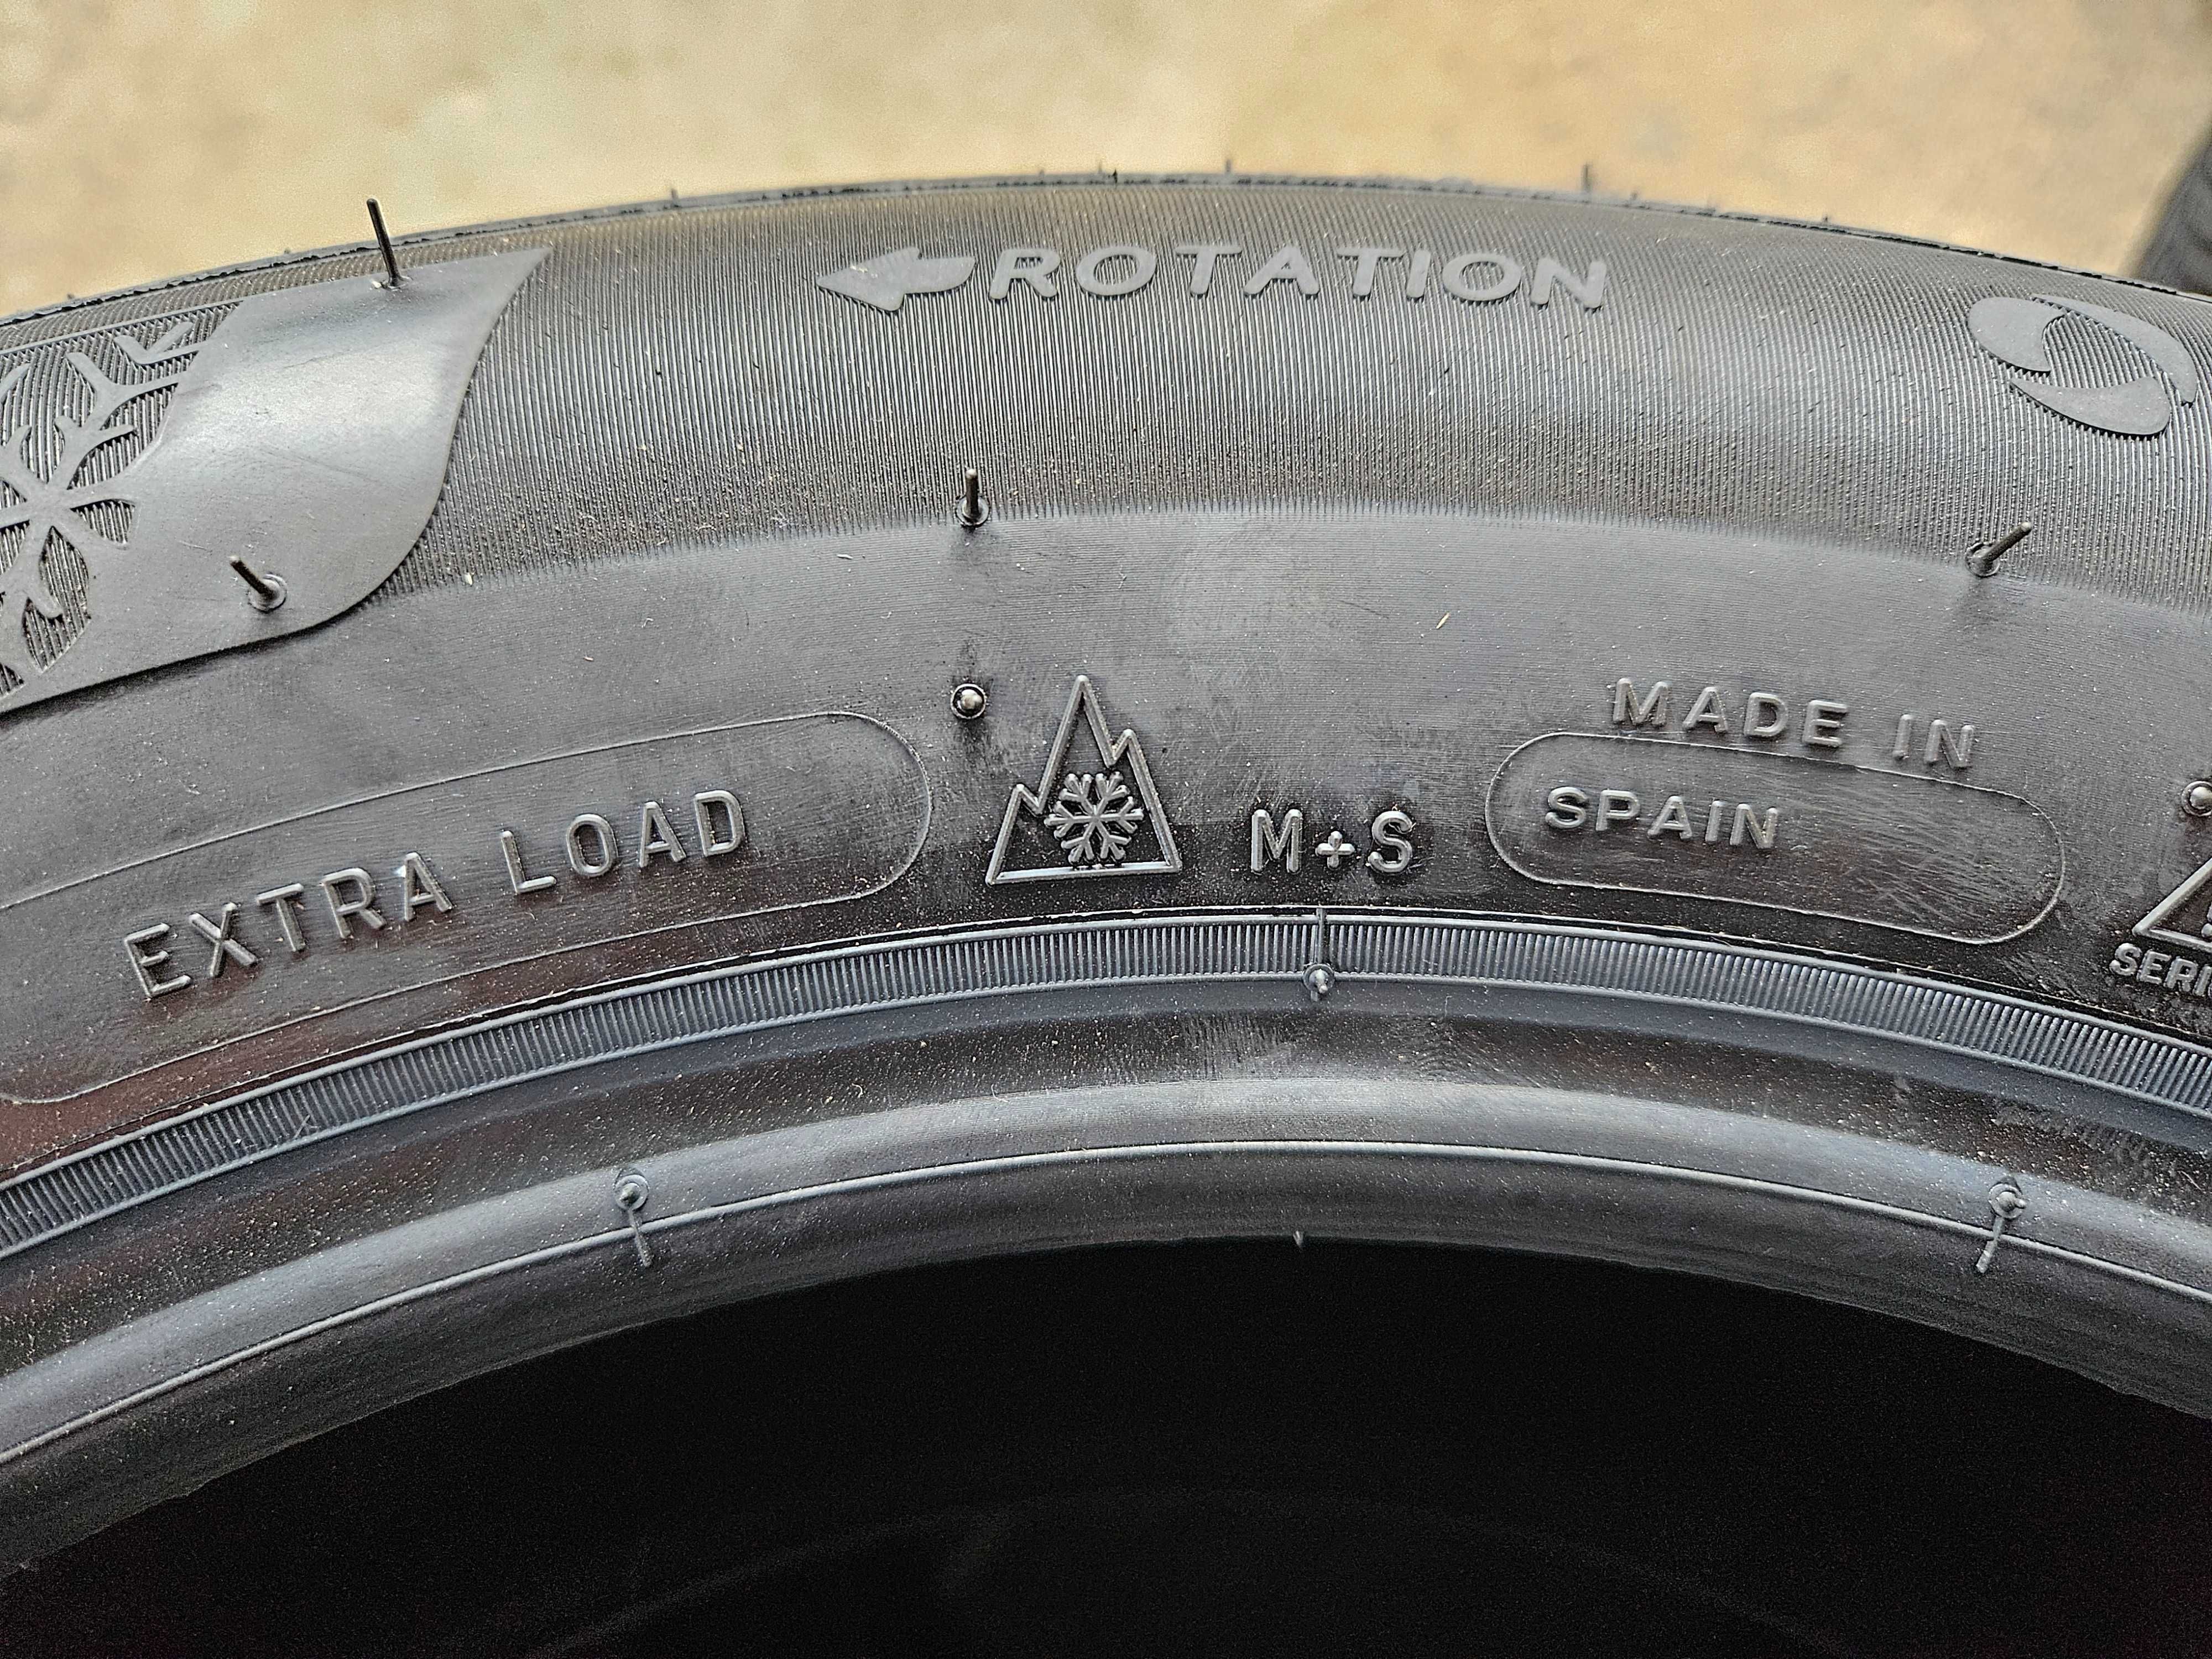 ROTATION
EXTRA LOAD
M+S
MADE IN
SPAIN